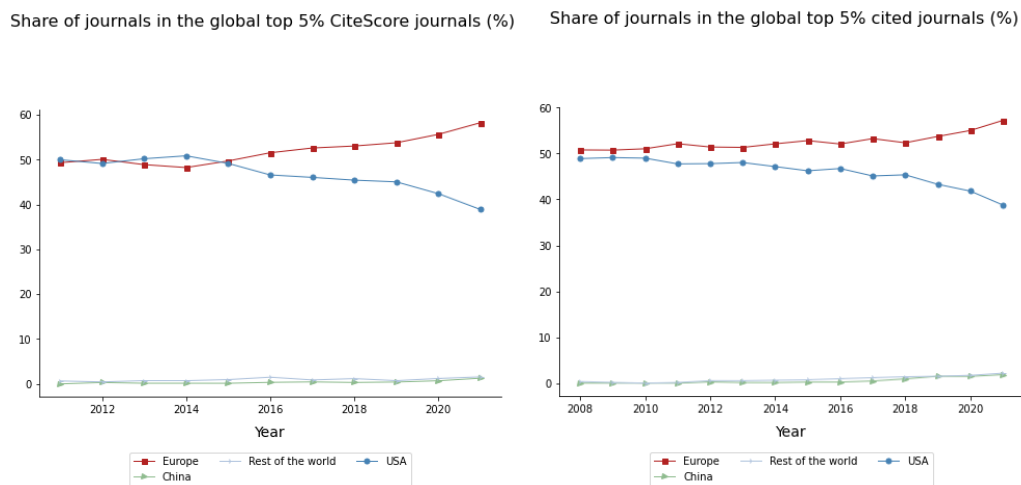 Share of journals in the global top 5% CiteScore journals (%)
60
50
40
30
20
10
0
2012
2014
2016
2018
2020
Year
Europe
Rest of the world
USA
China
Share of journals in the global top 5% cited journals (%)
60
50
40
30
20
10
0
2008
2010
2012
2014
2016
2018
2020
Year
Europe
Rest of the world
USA
China